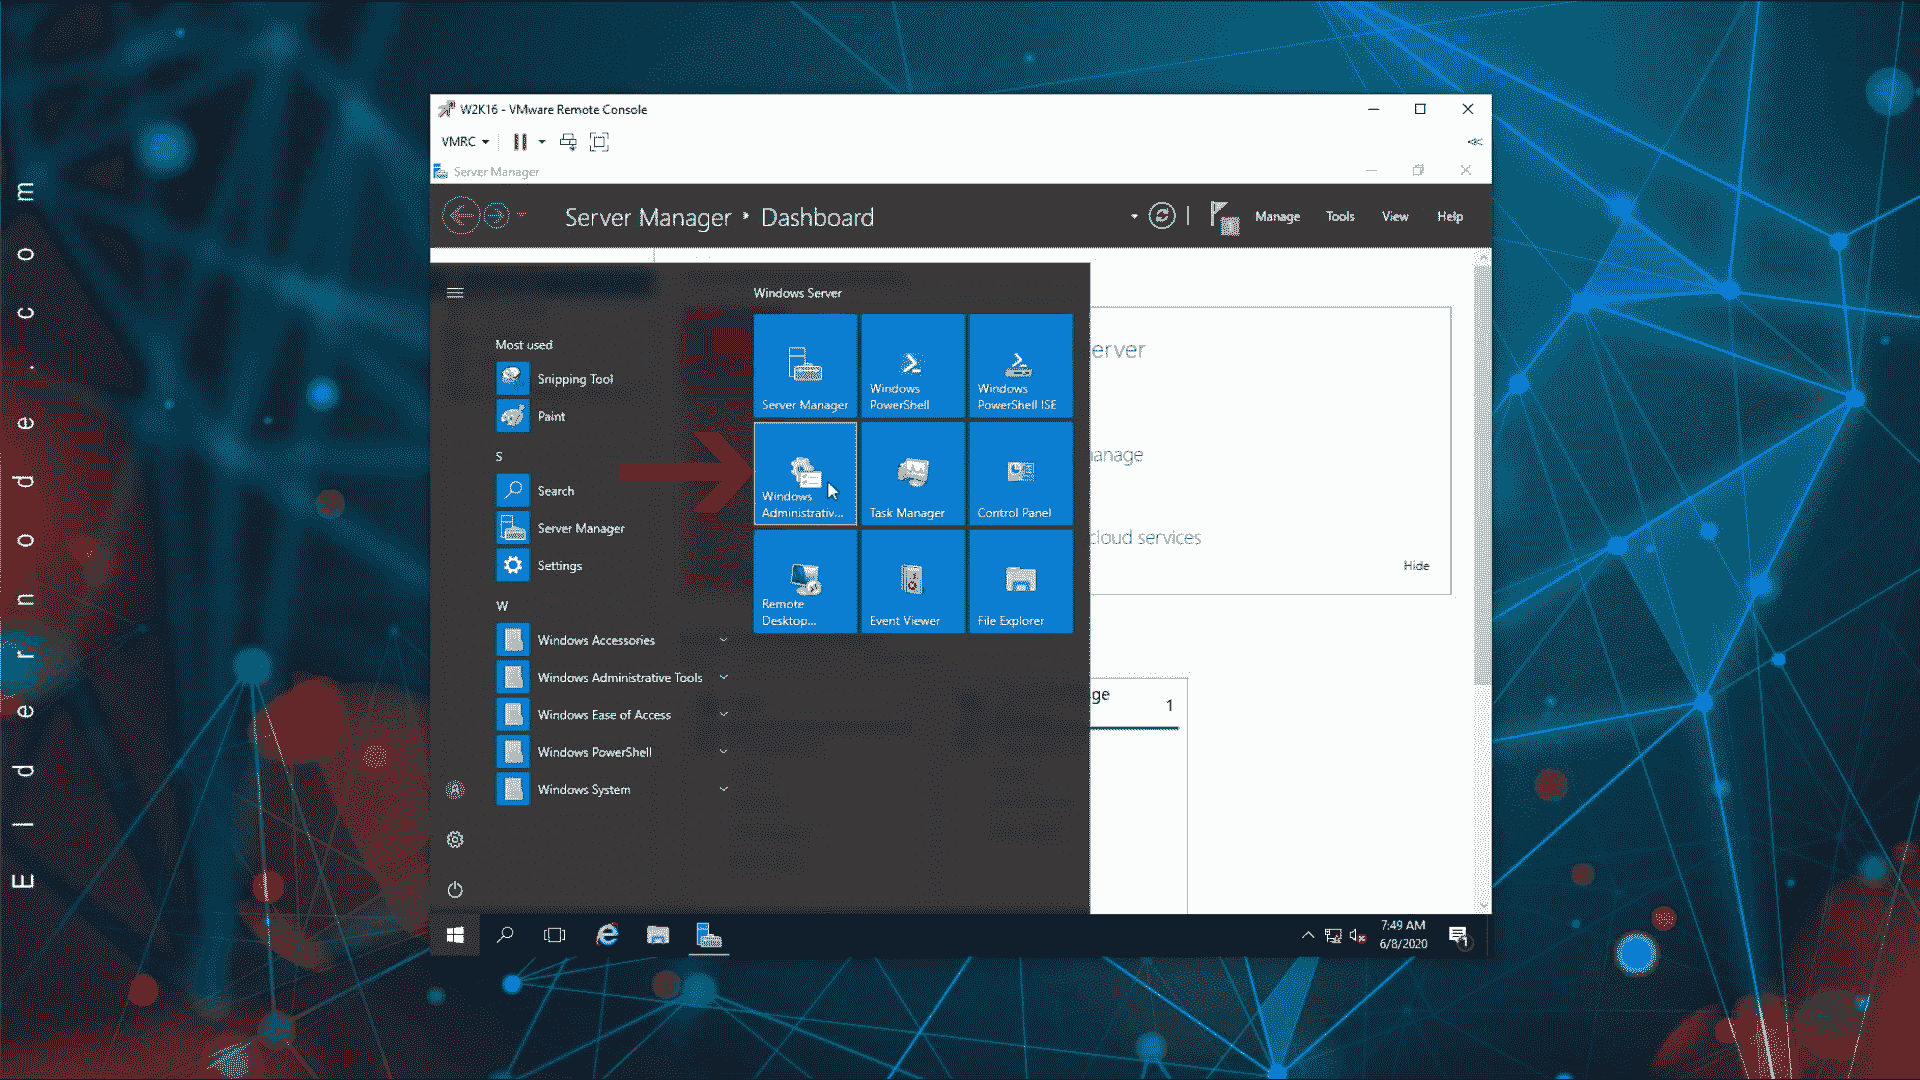 Eldernode.com
W2K16 - VMware Remote Console
VMRC
Server Manager
Server Manager • Dashboard
Manage
Tools
View
Help
Windows Server
Most used
Snipping Tool
Paint
S
Search
Server Manager
Settings
W
Windows Accessories
Windows Administrative Tools
Windows Ease of Access
Windows PowerShell
Windows System
Server Manager
Windows
PowerShell
Windows
PowerShell ISE
Windows
Administrativ...
Task Manager
Control Panel
Remote
Desktop...
Event Viewer
File Explorer
erver
anage
cloud services
Hide
ge
1
7:49 AM
6/8/2020
1